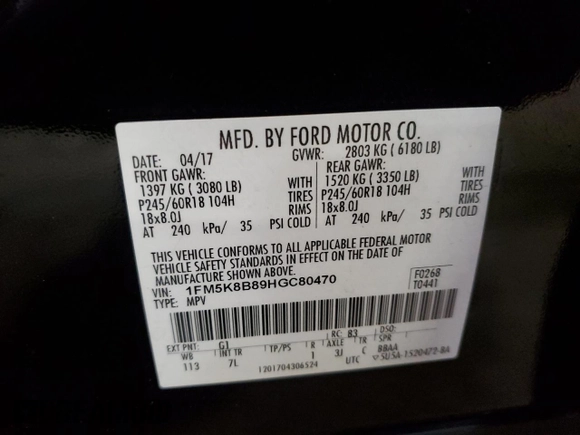 MFD. BY FORD MOTOR CO.
DATE: 04/17 GVWR: 2803 KG ( 6180 LB)
FRONT GAWR: REAR GAWR:
1397 KG ( 3080 LB) WITH 1520 KG ( 3350 LB) WITH
P245/60R18 104H TIRES P245/60R18 104H TIRES
18x8.0J RIMS 18x8.0J RIMS
AT 240 kPa/ 35 PSI COLD AT 240 kPa/ 35 PSI COLD
THIS VEHICLE CONFORMS TO ALL APPLICABLE FEDERAL MOTOR
VEHICLE SAFETY STANDARDS IN EFFECT ON THE DATE OF
MANUFACTURE SHOWN ABOVE.
VIN: 1FM5K8B89HGC80470 F0268
TYPE: MPV T0441
EXT PNT: G1 RC: 83 DSO:
WB INT TR TP/PS R AXLE TR SPR
113 7L 1 3J C BBAA
1201704306524 UTC 5U5A-1520472-BA